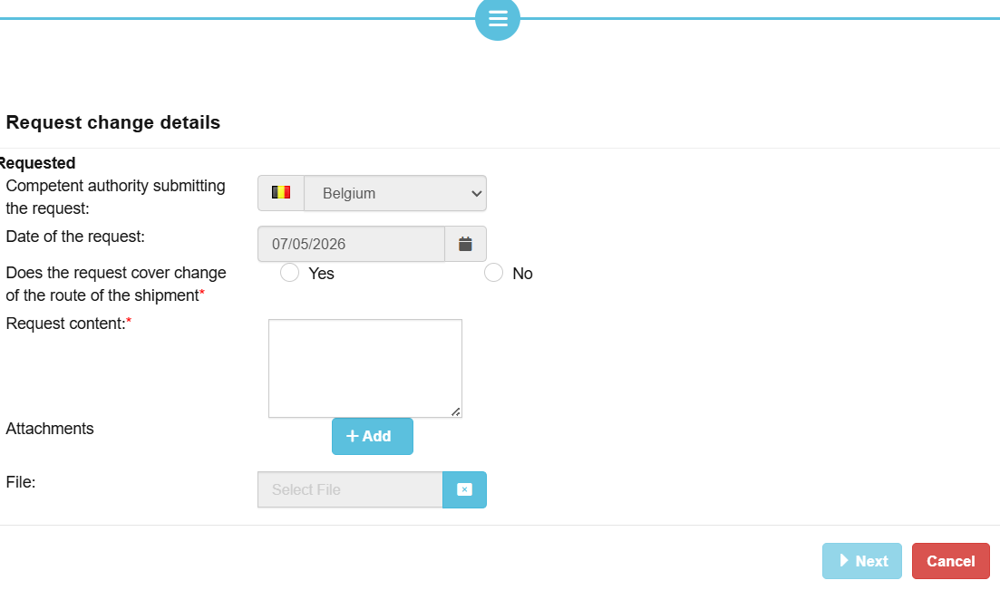 Request change details
Requested
Competent authority submitting
the request:
Belgium
Date of the request:
07/05/2026
Does the request cover change
of the route of the shipment*
Yes
No
Request content:*
Attachments
+ Add
File:
Select File
Next
Cancel